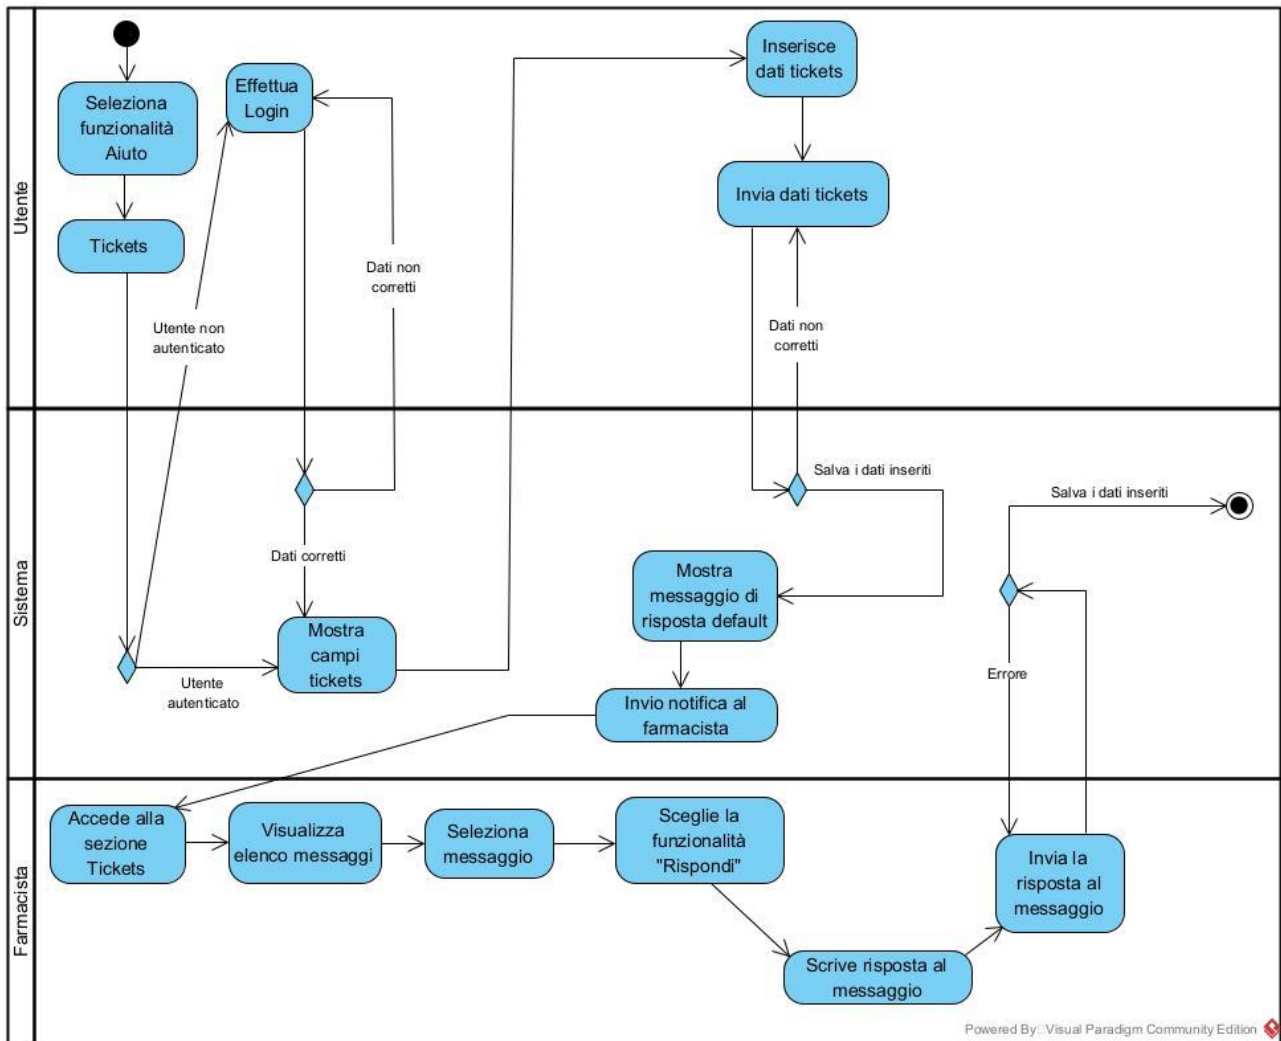 Utente
Seleziona
funzionalità
Aiuto
Tickets
Effettua
Login
Utente non
autenticato
Dati non
corretti
Inserisce
dati tickets
Invia dati tickets
Dati non
corretti
Sistema
Dati corretti
Mostra
campi
tickets
Utente
autenticato
Salva i dati inseriti
Mostra
messaggio di
risposta default
Invio notifica al
farmacista
Salva i dati inseriti
Errore
Farmacista
Accede alla
sezione
Tickets
Visualizza
elenco messaggi
Seleziona
messaggio
Sceglie la
funzionalità
"Rispondi"
Scrive risposta al
messaggio
Invia la
risposta al
messaggio
Powered By Visual Paradigm Community Edition